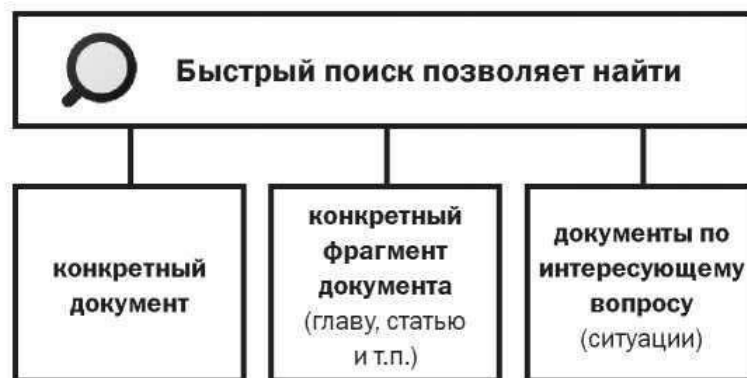 Быстрый поиск позволяет найти
конкретный
документ
конкретный
фрагмент
документа
(главу, статью
и т.п.)
документы по
интересующему
вопросу
(ситуации)